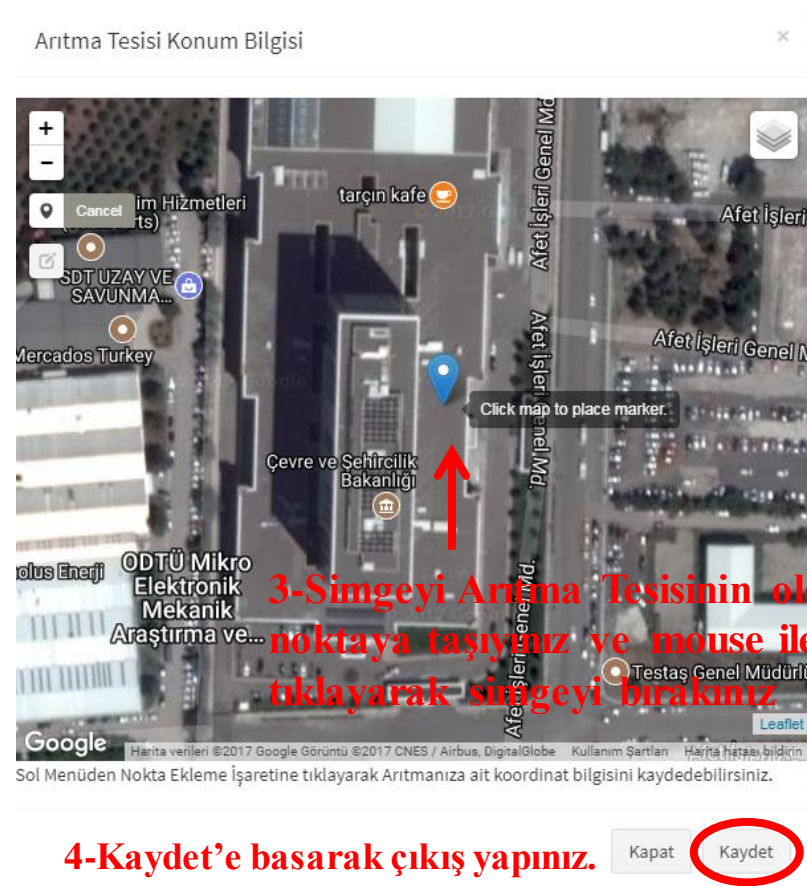 Arıtma Tesisi Konum Bilgisi
×
+
−
Cancel
im Hizmetleri
ts)
tarçın kafe
Afet İşleri Genel Md
Afet İşleri
SDT UZAY VE
SAVUNMA...
Mercados Turkey
Afet İşleri Genel Md.
Afet İşleri Genel M
Click map to place marker.
Çevre ve Şehircilik
Bakanlığı
olus Enerji
ODTÜ Mikro
Elektronik
Mekanik
Araştırma ve...
3-Simgeyi Arıtma Tesisinin ol
noktaya taşıyınız ve mouse ile
tıklayarak simgeyi bırakınız
Afet İşleri Genel Md.
Testaş Genel Müdürlü
Leaflet
Google
Harita verileri ©2017 Google Görüntü ©2017 CNES / Airbus, DigitalGlobe Kullanım Şartları Harita hatası bildirin
Sol Menüden Nokta Ekleme İşaretine tıklayarak Arıtmanıza ait koordinat bilgisini kaydedebilirsiniz.
4-Kaydet’e basarak çıkış yapınız.
Kapat
Kaydet